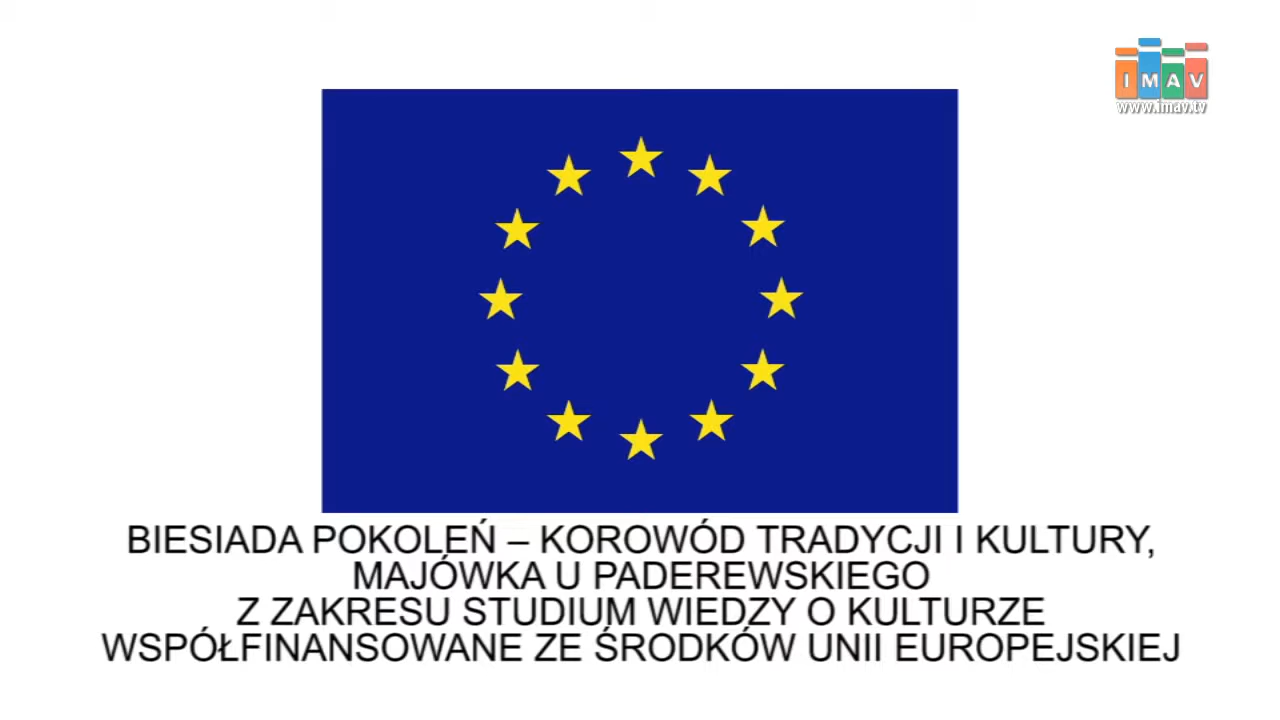 IMAV
www.imav.tv
BIESIADA POKOLEŃ – KOROWÓD TRADYCJI I KULTURY,
MAJÓWKA U PADEREWSKIEGO
Z ZAKRESU STUDIUM WIEDZY O KULTURZE
WSPÓŁFINANSOWANE ZE ŚRODKÓW UNII EUROPEJSKIEJ